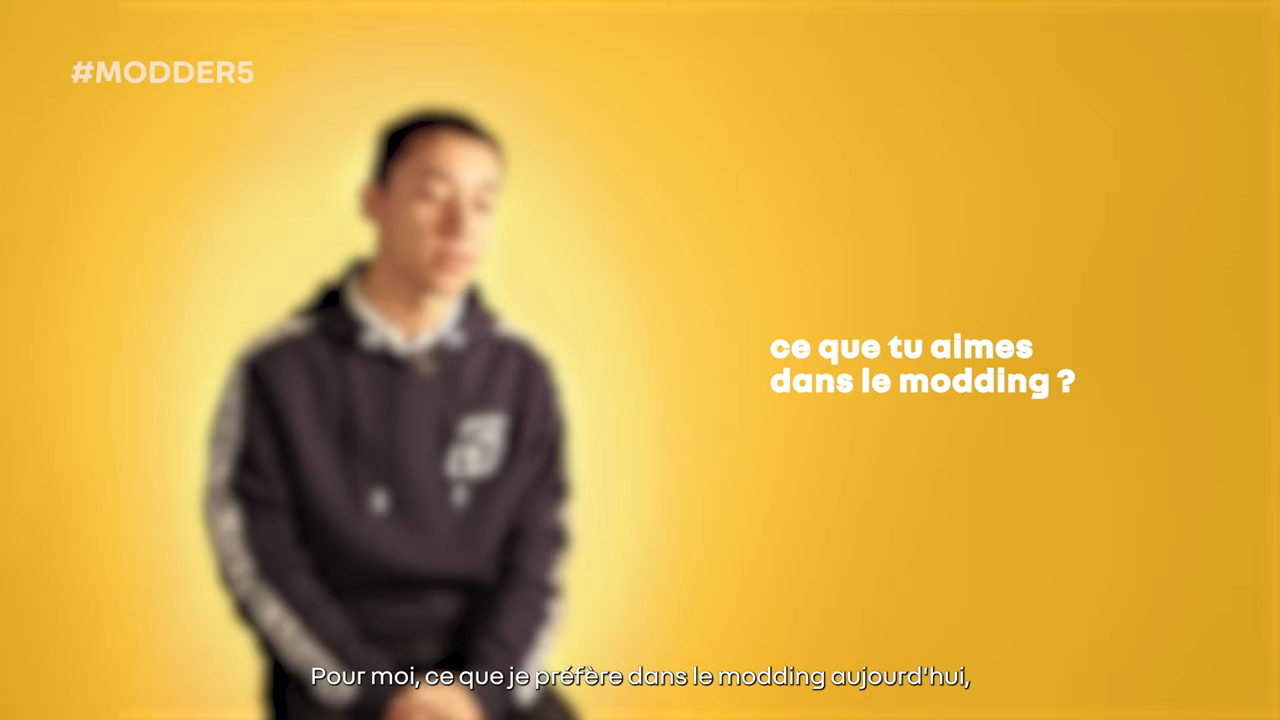 #MODDER5
ce que tu aimes
dans le modding ?
Pour moi, ce que je préfère dans le modding aujourd'hui,